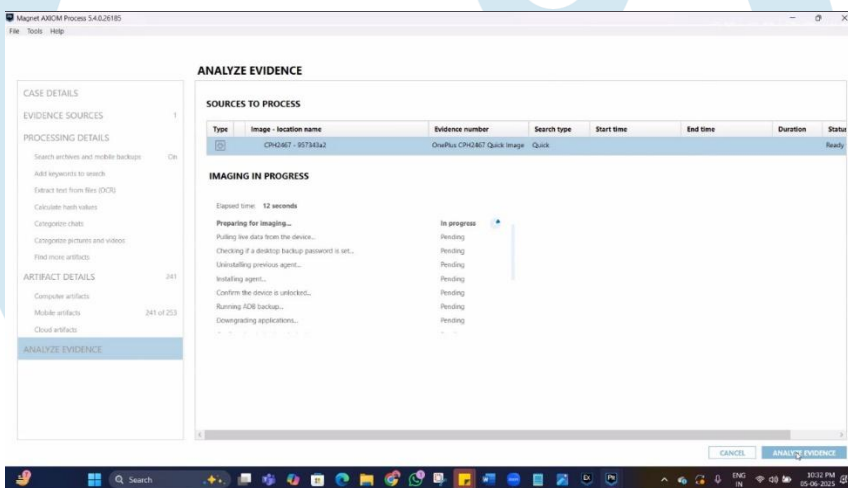 Magnet AXIOM Process 5.4.0.26185
File Tools Help
ANALYZE EVIDENCE
CASE DETAILS
EVIDENCE SOURCES 1
PROCESSING DETAILS
Search archives and mobile backups On
Add keywords to search
Extract text from files (OCR)
Calculate hash values
Categorize chats
Categorize pictures and videos
Find more artifacts
ARTIFACT DETAILS 241
Computer artifacts
Mobile artifacts 241 of 253
Cloud artifacts
ANALYZE EVIDENCE
SOURCES TO PROCESS
Type Image - location name Evidence number Search type Start time End time Duration Statu
CPH2467 - 957343a2 OnePlus CPH2467 Quick Image Quick Ready
IMAGING IN PROGRESS
Elapsed time: 12 seconds
Preparing for imaging... In progress
Pulling live data from the device... Pending
Checking if a desktop backup password is set... Pending
Uninstalling previous agent... Pending
Installing agent... Pending
Confirm the device is unlocked... Pending
Running ADB backup... Pending
Downgrading applications... Pending
CANCEL ANALYZE EVIDENCE
Search
ENG
IN
10:32 PM
05-06-2025